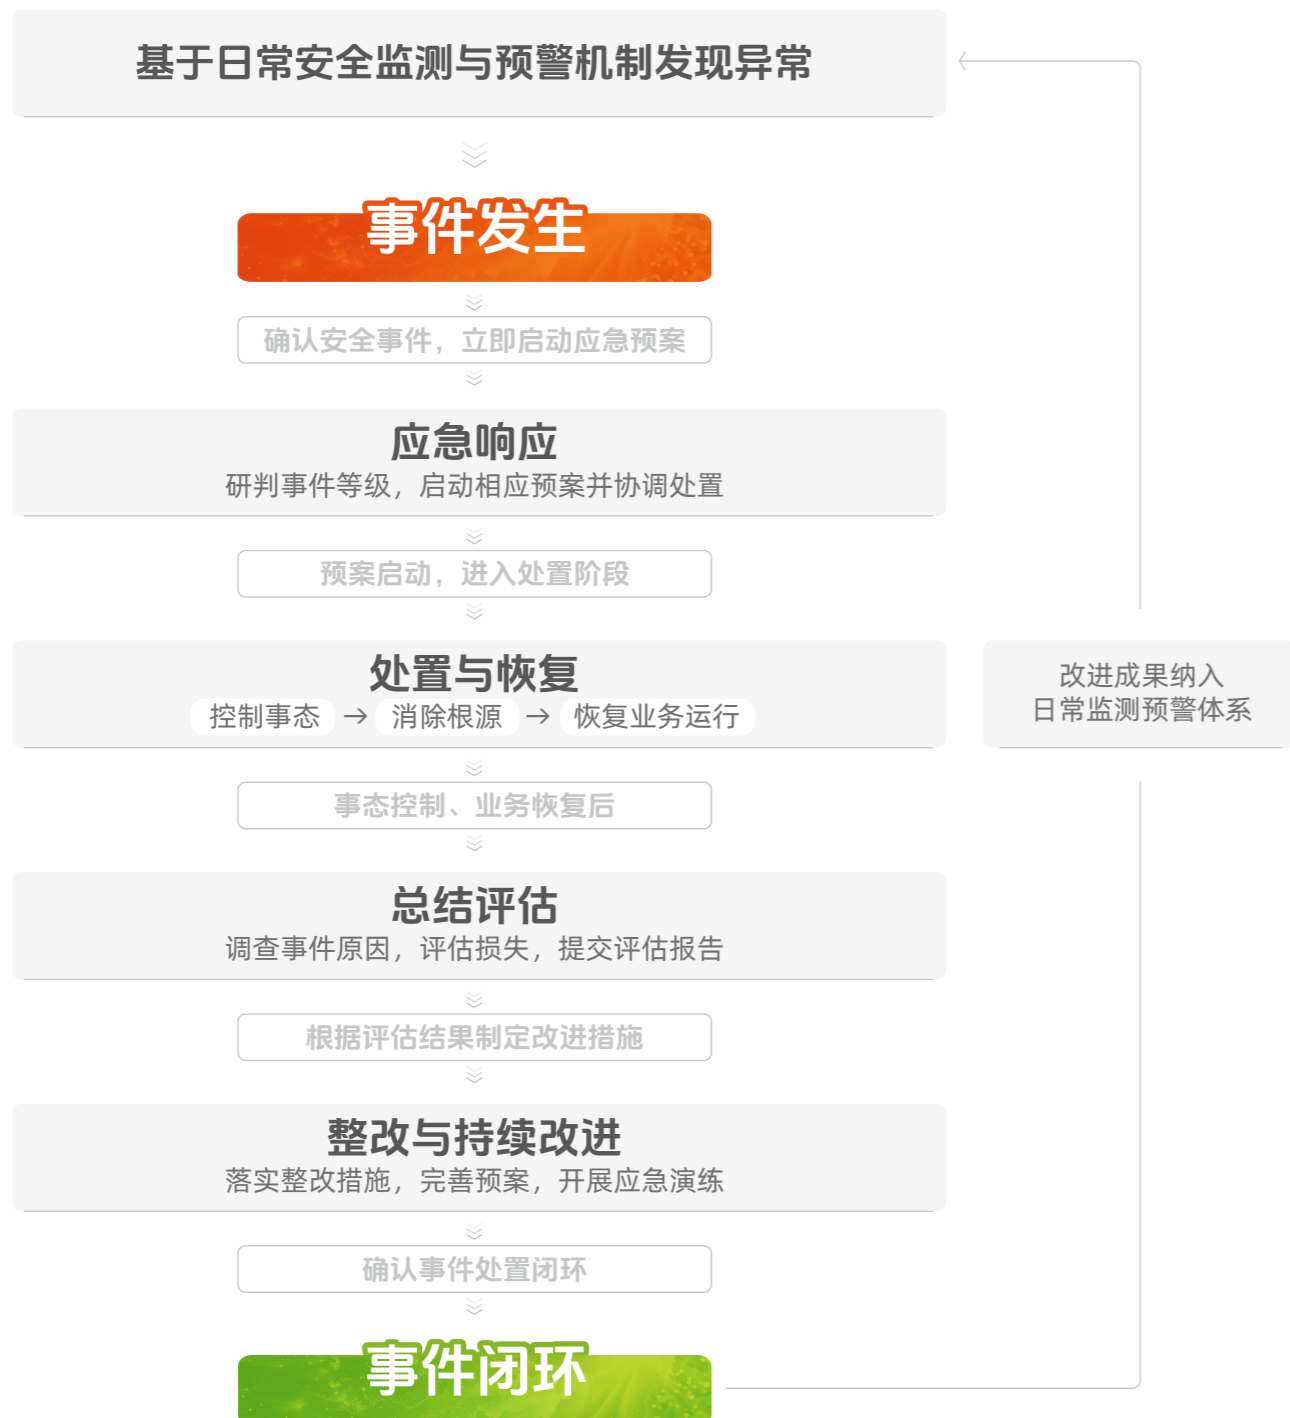 基于日常安全监测与预警机制发现异常
事件发生
确认安全事件，立即启动应急预案
应急响应
研判事件等级，启动相应预案并协调处置
预案启动，进入处置阶段
处置与恢复
控制事态 → 消除根源 → 恢复业务运行
改进成果纳入
日常监测预警体系
事态控制、业务恢复后
总结评估
调查事件原因，评估损失，提交评估报告
根据评估结果制定改进措施
整改与持续改进
落实整改措施，完善预案，开展应急演练
确认事件处置闭环
事件闭环